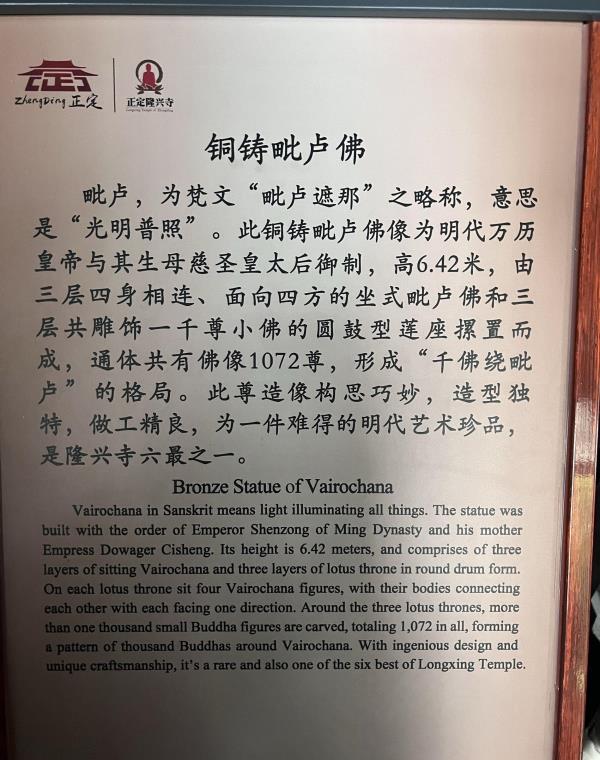 ZhengDing 正定
正定隆兴寺
铜铸毗卢佛
毗卢，为梵文“毗卢遮那”之略称，意思
是“光明普照”。此铜铸毗卢佛像为明代万历
皇帝与其生母慈圣皇太后御制，高6.42米，由
三层四身相连、面向四方的坐式毗卢佛和三
层共雕饰一千尊小佛的圆鼓型莲座摞置而
成，通体共有佛像1072尊，形成“千佛绕毗
卢”的格局。此尊造像构思巧妙，造型独
特，做工精良，为一件难得的明代艺术珍品，
是隆兴寺六最之一。
Bronze Statue of Vairochana
Vairochana in Sanskrit means light illuminating all things. The statue was
built with the order of Emperor Shenzong of Ming Dynasty and his mother
Empress Dowager Cisheng. Its height is 6.42 meters, and comprises of three
layers of sitting Vairochana and three layers of lotus throne in round drum form.
On each lotus throne sit four Vairochana figures, with their bodies connecting
each other with each facing one direction. Around the three lotus thrones, more
than one thousand small Buddha figures are carved, totaling 1,072 in all, forming
a pattern of thousand Buddhas around Vairochana. With ingenious design and
unique craftsmanship, it's a rare and also one of the six best of Longxing Temple.